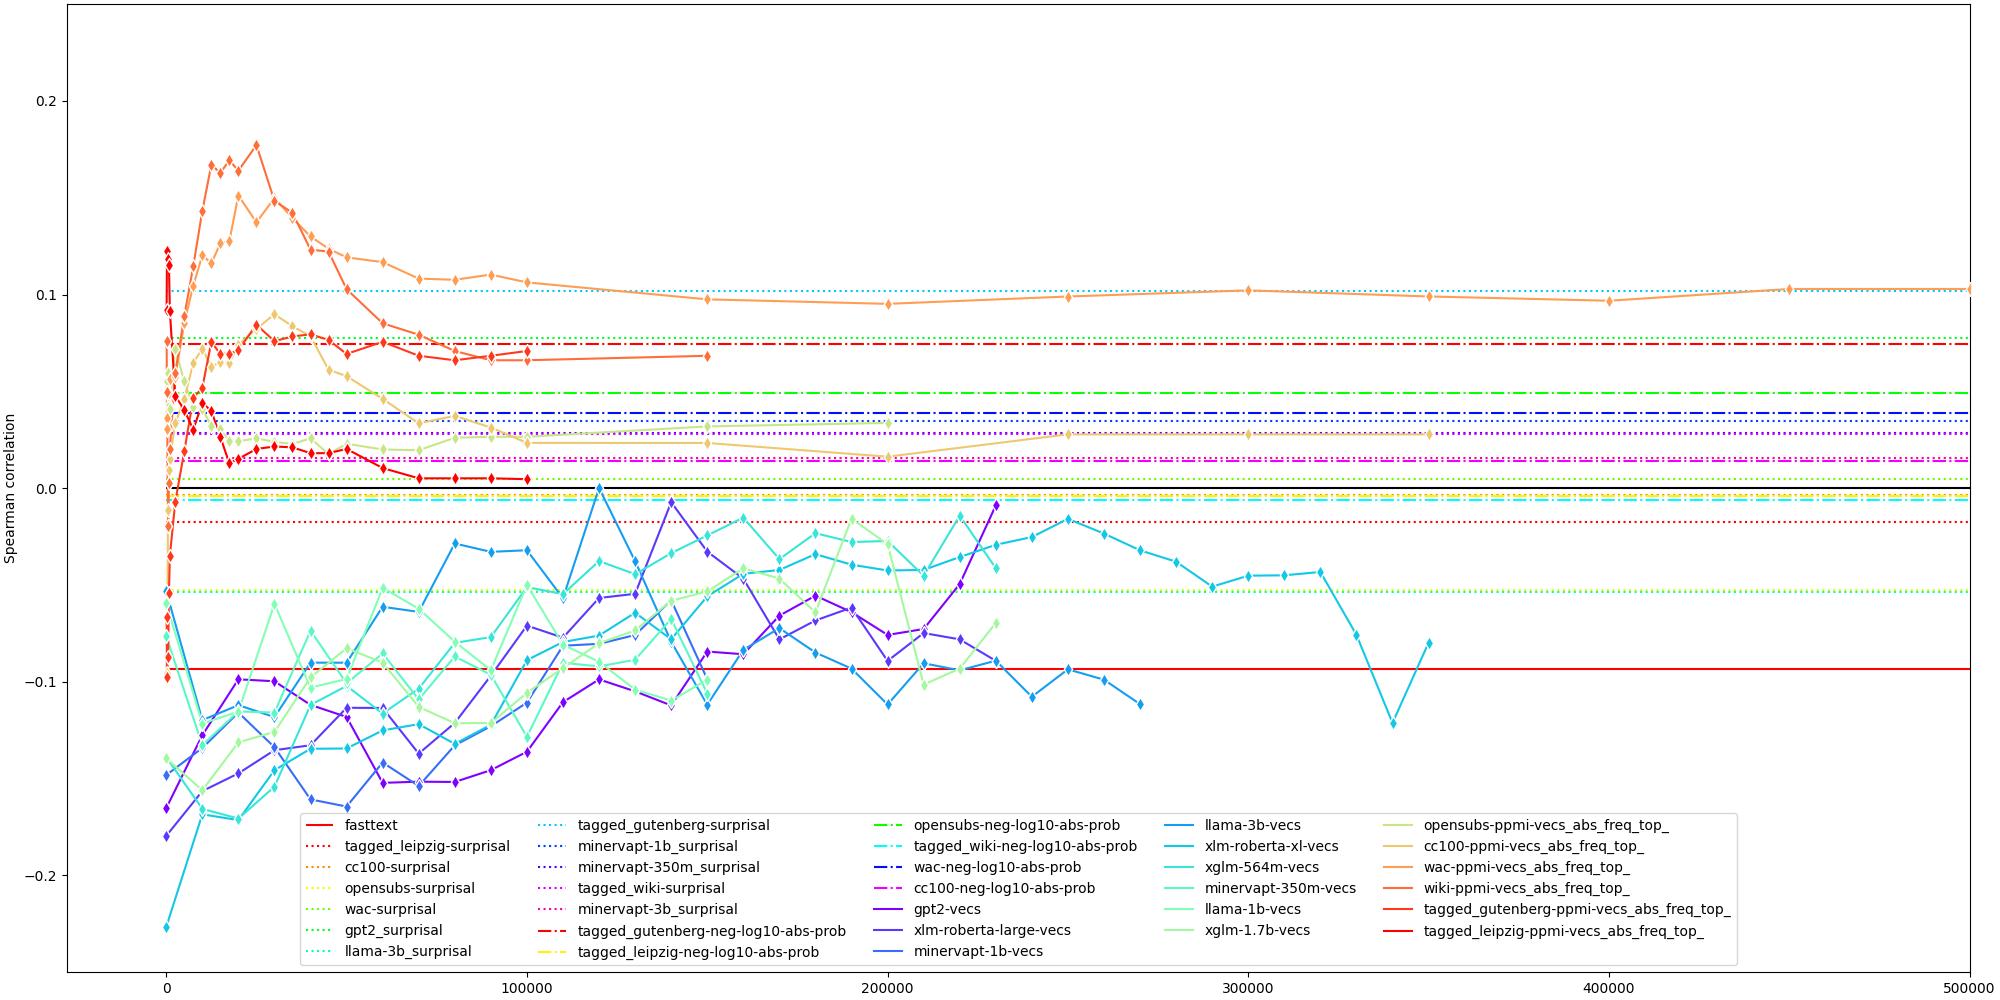 0.2
0.1
0.0
−0.1
−0.2
Spearman correlation
0
100000
200000
300000
400000
500000
fasttext
tagged_leipzig-surprisal
cc100-surprisal
opensubs-surprisal
wac-surprisal
gpt2_surprisal
llama-3b_surprisal
tagged_gutenberg-surprisal
minervapt-1b_surprisal
minervapt-350m_surprisal
tagged_wiki-surprisal
minervapt-3b_surprisal
tagged_gutenberg-neg-log10-abs-prob
tagged_leipzig-neg-log10-abs-prob
opensubs-neg-log10-abs-prob
tagged_wiki-neg-log10-abs-prob
wac-neg-log10-abs-prob
cc100-neg-log10-abs-prob
gpt2-vecs
xlm-roberta-large-vecs
minervapt-1b-vecs
llama-3b-vecs
xlm-roberta-xl-vecs
xglm-564m-vecs
minervapt-350m-vecs
llama-1b-vecs
xglm-1.7b-vecs
opensubs-ppmi-vecs_abs_freq_top_
cc100-ppmi-vecs_abs_freq_top_
wac-ppmi-vecs_abs_freq_top_
wiki-ppmi-vecs_abs_freq_top_
tagged_gutenberg-ppmi-vecs_abs_freq_top_
tagged_leipzig-ppmi-vecs_abs_freq_top_